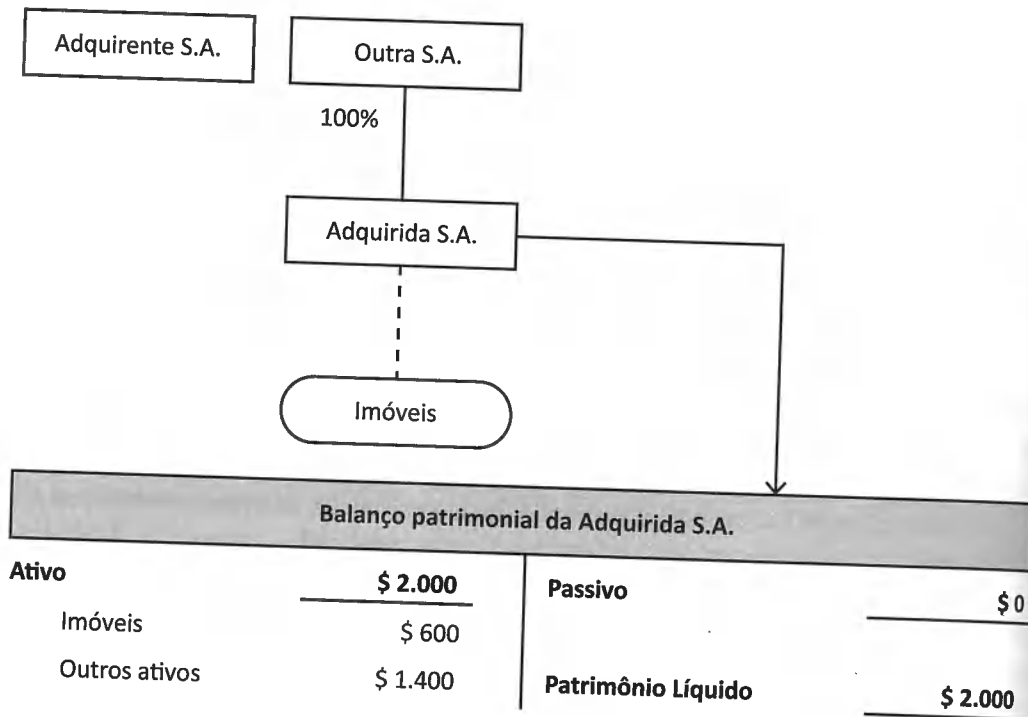 Adquirente S.A.
Outra S.A.
100%
Adquirida S.A.
Imóveis
Balanço patrimonial da Adquirida S.A.
Ativo $ 2.000 Passivo $ 0
Imóveis $ 600
Outros ativos $ 1.400 Patrimônio Líquido $ 2.000